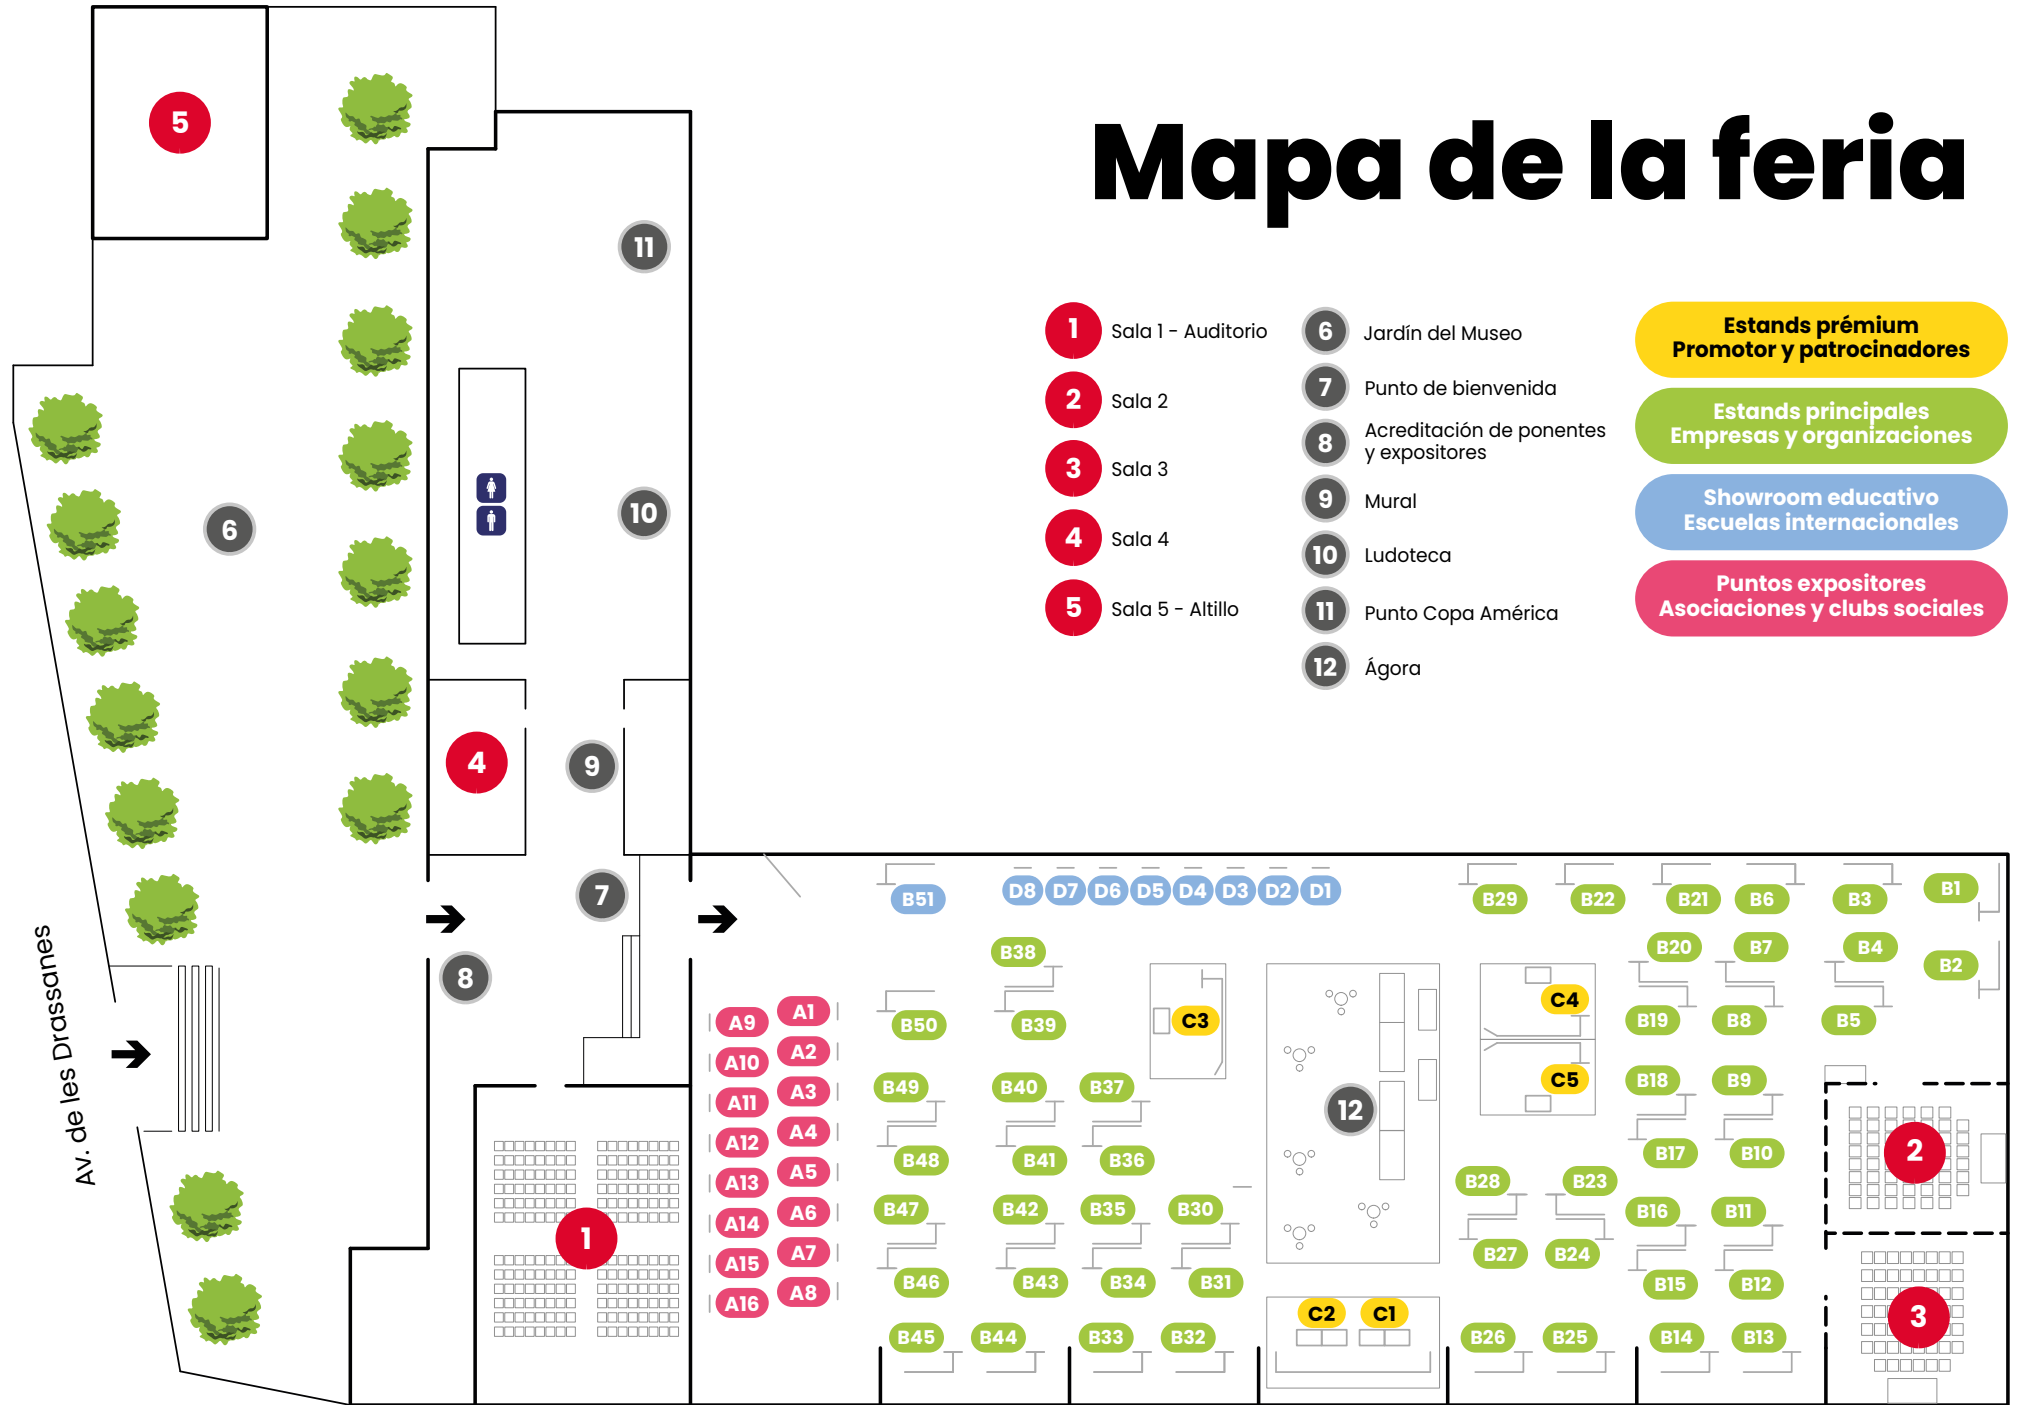 Mapa de la feria
1 Sala 1 - Auditorio
2 Sala 2
3 Sala 3
4 Sala 4
5 Sala 5 - Altillo
6 Jardín del Museo
7 Punto de bienvenida
8 Acreditación de ponentes
y expositores
9 Mural
10 Ludoteca
11 Punto Copa América
12 Ágora
Estands prémium
Promotor y patrocinadores
Estands principales
Empresas y organizaciones
Showroom educativo
Escuelas internacionales
Puntos expositores
Asociaciones y clubs sociales
5
11
6
10
4
9
7
8
Av. de les Drassanes
1
B51
D8 D7 D6 D5 D4 D3 D2 D1
B29 B22 B21 B6 B3 B1
B38
B20 B7 B4 B2
A9 A1
B50 B39
C3
C4
B19 B8 B5
A10 A2
A11 A3
B49 B40 B37
C5
B18 B9
12
A12 A4
B48 B41 B36
B17 B10
2
A13 A5
B28 B23
A14 A6
B47 B42 B35 B30
B16 B11
A15 A7
B27 B24
B46 B43 B34 B31
B15 B12
A16 A8
C2 C1
3
B45 B44 B33 B32
B26 B25 B14 B13